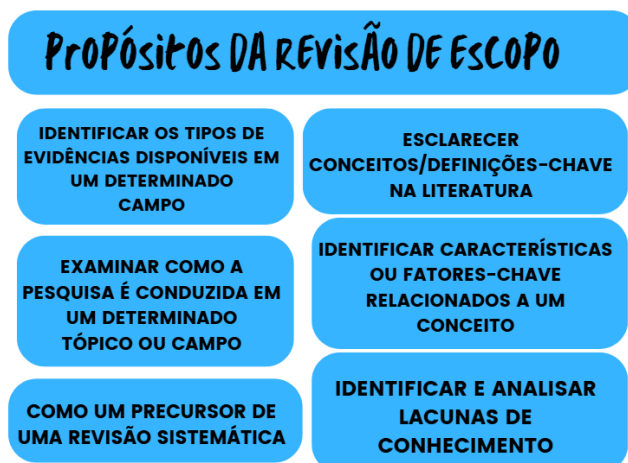 PROPÓSITOS DA REVISÃO DE ESCOPO
IDENTIFICAR OS TIPOS DE
EVIDÊNCIAS DISPONÍVEIS EM
UM DETERMINADO
CAMPO
ESCLARECER
CONCEITOS/DEFINIÇÕES-CHAVE
NA LITERATURA
EXAMINAR COMO A
PESQUISA É CONDUZIDA EM
UM DETERMINADO
TÓPICO OU CAMPO
IDENTIFICAR CARACTERÍSTICAS
OU FATORES-CHAVE
RELACIONADOS A UM
CONCEITO
COMO UM PRECURSOR DE
UMA REVISÃO SISTEMÁTICA
IDENTIFICAR E ANALISAR
LACUNAS DE
CONHECIMENTO